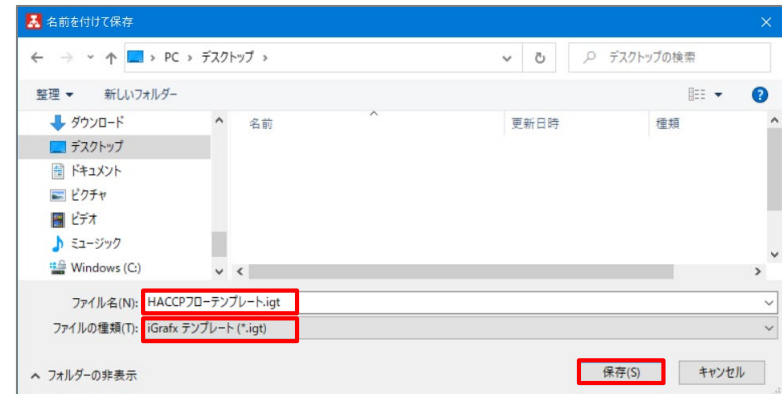 名前を付けて保存
PC › デスクトップ ›
デスクトップの検索
整理 新しいフォルダー
名前 更新日時 種類
ダウンロード
デスクトップ
ドキュメント
ピクチャ
ビデオ
ミュージック
Windows (C:)
ファイル名(N): HACCPフローテンプレート.igt
ファイルの種類(T): iGrafx テンプレート (*.igt)
フォルダーの非表示 保存(S) キャンセル